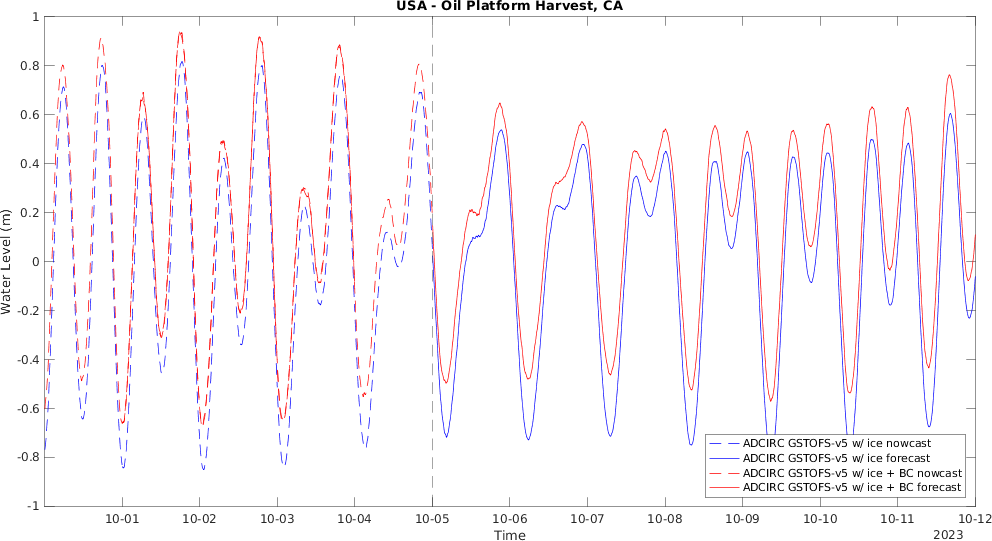 USA - Oil Platform Harvest, CA
1
0.8
0.6
0.4
0.2
0
-0.2
-0.4
-0.6
-0.8
-1
Water Level (m)
ADCIRC GSTOFS-v5 w/ ice nowcast
ADCIRC GSTOFS-v5 w/ ice forecast
ADCIRC GSTOFS-v5 w/ ice + BC nowcast
ADCIRC GSTOFS-v5 w/ ice + BC forecast
10-01 10-02 10-03 10-04 10-05 10-06 10-07 10-08 10-09 10-10 10-11 10-12
Time
2023